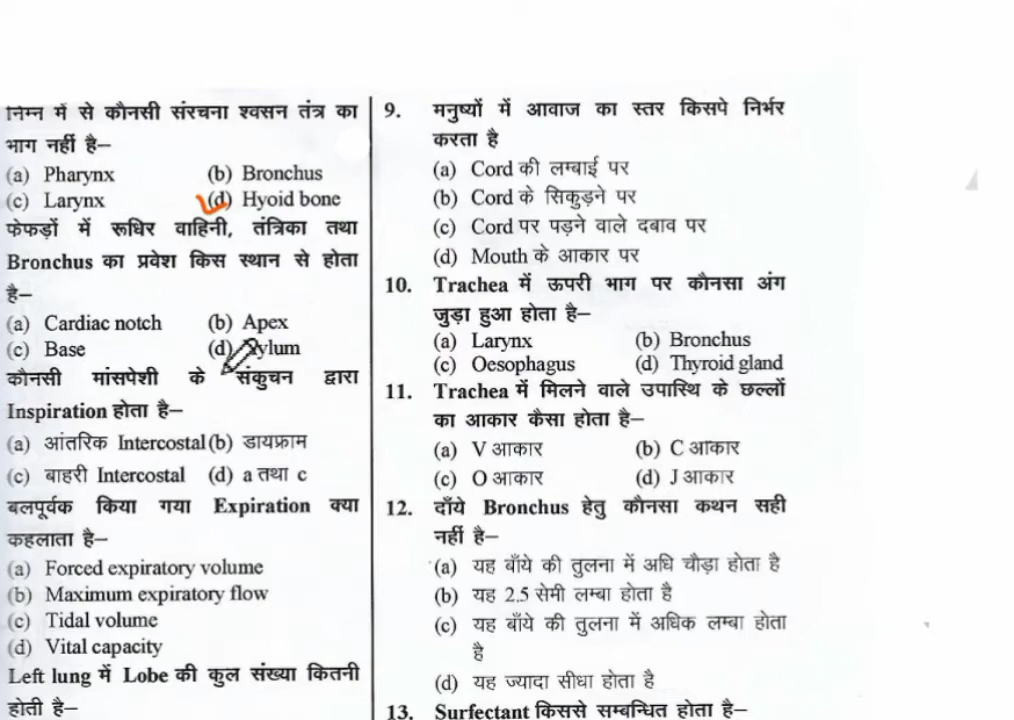 निम्न में से कौनसी संरचना श्वसन तंत्र का
भाग नहीं है–
(a) Pharynx (b) Bronchus
(c) Larynx (d) Hyoid bone
फेफड़ों में रूधिर वाहिनी, तंत्रिका तथा
Bronchus का प्रवेश किस स्थान से होता
है–
(a) Cardiac notch (b) Apex
(c) Base (d)
कौनसी मांसपेशी के संकुचन द्वारा
Inspiration होता है–
(a) आंतरिक Intercostal (b) डायफ्राम
(c) बाहरी Intercostal (d) a तथा c
बलपूर्वक किया गया Expiration क्या
कहलाता है–
(a) Forced expiratory volume
(b) Maximum expiratory flow
(c) Tidal volume
(d) Vital capacity
Left lung में Lobe की कुल संख्या कितनी
होती है–
9. मनुष्यों में आवाज का स्तर किसपे निर्भर
करता है
(a) Cord की लम्बाई पर
(b) Cord के सिकुड़ने पर
(c) Cord पर पड़ने वाले दबाव पर
(d) Mouth के आकार पर
10. Trachea में ऊपरी भाग पर कौनसा अंग
जुड़ा हुआ होता है–
(a) Larynx (b) Bronchus
(c) Oesophagus (d) Thyroid gland
11. Trachea में मिलने वाले उपास्थि के छल्लों
का आकार कैसा होता है–
(a) V आकार (b) C आकार
(c) O आकार (d) J आकार
12. दाँये Bronchus हेतु कौनसा कथन सही
नहीं है–
(a) यह बाँये की तुलना में अधि चौड़ा होता है
(b) यह 2.5 सेमी लम्बा होता है
(c) यह बाँये की तुलना में अधिक लम्बा होता
है
(d) यह ज्यादा सीधा होता है
13. Surfectant किससे सम्बन्धित होता है–